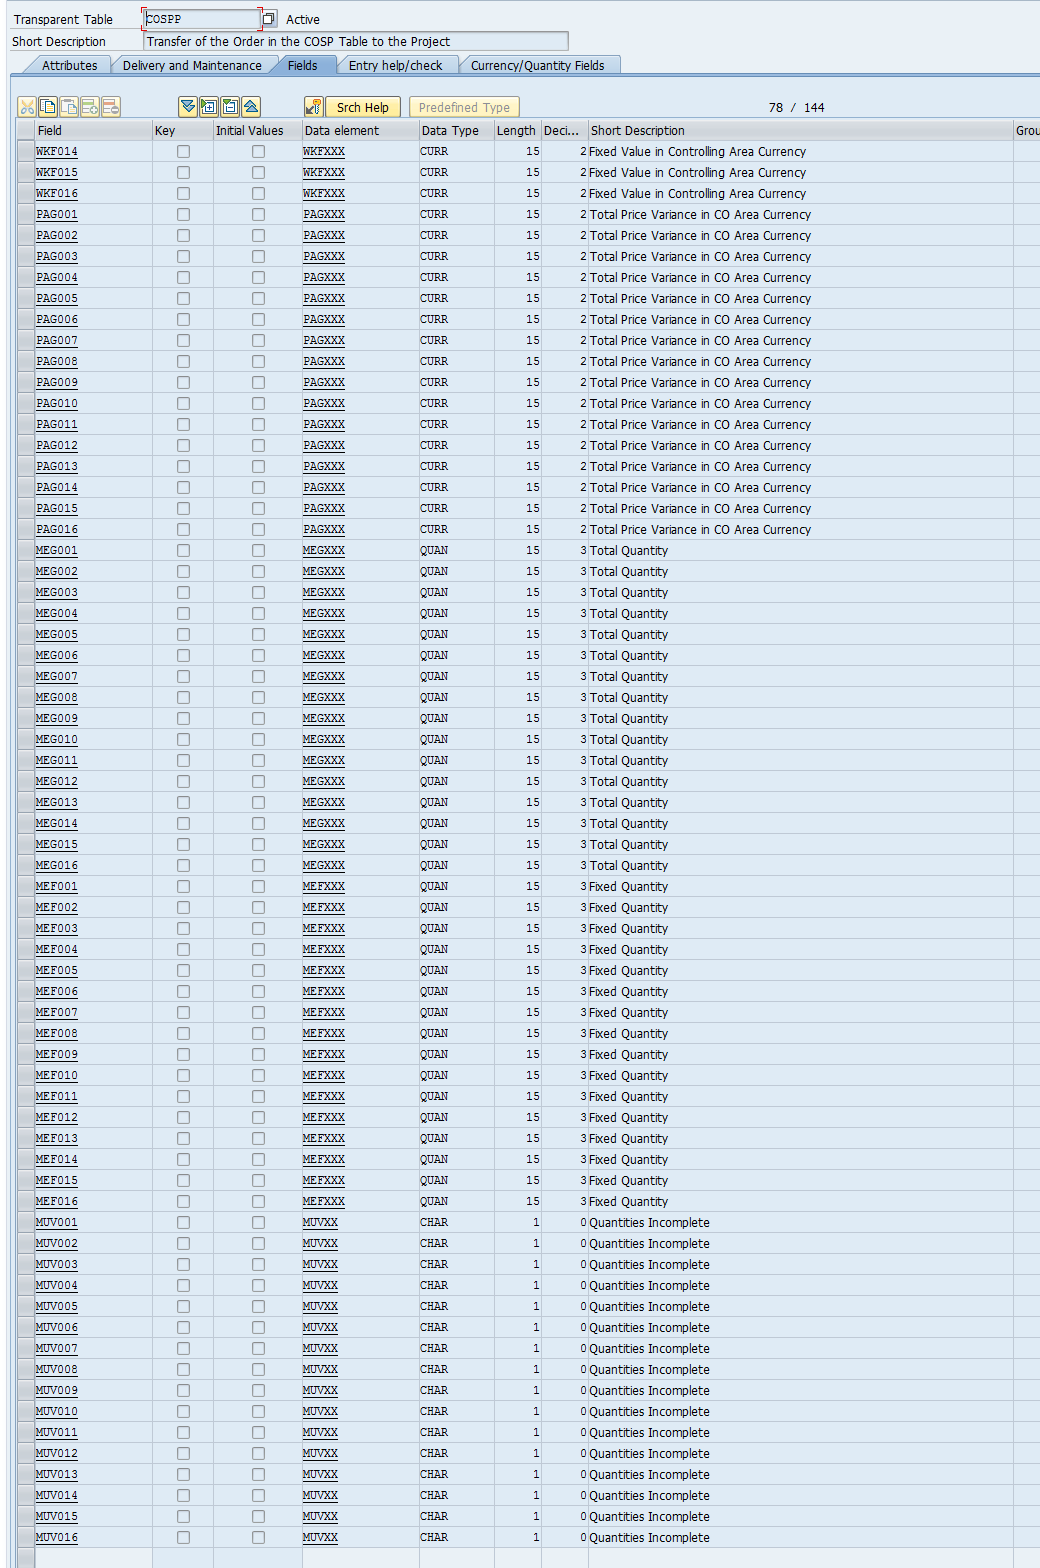 Transparent Table COSPP Active
Short Description Transfer of the Order in the COSP Table to the Project
Attributes Delivery and Maintenance Fields Entry help/check Currency/Quantity Fields
Srch Help Predefined Type 78 / 144
Field Key Initial Values Data element Data Type Length Deci... Short Description Grou
WKF014 WKFXXX CURR 15 2 Fixed Value in Controlling Area Currency
WKF015 WKFXXX CURR 15 2 Fixed Value in Controlling Area Currency
WKF016 WKFXXX CURR 15 2 Fixed Value in Controlling Area Currency
PAG001 PAGXXX CURR 15 2 Total Price Variance in CO Area Currency
PAG002 PAGXXX CURR 15 2 Total Price Variance in CO Area Currency
PAG003 PAGXXX CURR 15 2 Total Price Variance in CO Area Currency
PAG004 PAGXXX CURR 15 2 Total Price Variance in CO Area Currency
PAG005 PAGXXX CURR 15 2 Total Price Variance in CO Area Currency
PAG006 PAGXXX CURR 15 2 Total Price Variance in CO Area Currency
PAG007 PAGXXX CURR 15 2 Total Price Variance in CO Area Currency
PAG008 PAGXXX CURR 15 2 Total Price Variance in CO Area Currency
PAG009 PAGXXX CURR 15 2 Total Price Variance in CO Area Currency
PAG010 PAGXXX CURR 15 2 Total Price Variance in CO Area Currency
PAG011 PAGXXX CURR 15 2 Total Price Variance in CO Area Currency
PAG012 PAGXXX CURR 15 2 Total Price Variance in CO Area Currency
PAG013 PAGXXX CURR 15 2 Total Price Variance in CO Area Currency
PAG014 PAGXXX CURR 15 2 Total Price Variance in CO Area Currency
PAG015 PAGXXX CURR 15 2 Total Price Variance in CO Area Currency
PAG016 PAGXXX CURR 15 2 Total Price Variance in CO Area Currency
MEG001 MEGXXX QUAN 15 3 Total Quantity
MEG002 MEGXXX QUAN 15 3 Total Quantity
MEG003 MEGXXX QUAN 15 3 Total Quantity
MEG004 MEGXXX QUAN 15 3 Total Quantity
MEG005 MEGXXX QUAN 15 3 Total Quantity
MEG006 MEGXXX QUAN 15 3 Total Quantity
MEG007 MEGXXX QUAN 15 3 Total Quantity
MEG008 MEGXXX QUAN 15 3 Total Quantity
MEG009 MEGXXX QUAN 15 3 Total Quantity
MEG010 MEGXXX QUAN 15 3 Total Quantity
MEG011 MEGXXX QUAN 15 3 Total Quantity
MEG012 MEGXXX QUAN 15 3 Total Quantity
MEG013 MEGXXX QUAN 15 3 Total Quantity
MEG014 MEGXXX QUAN 15 3 Total Quantity
MEG015 MEGXXX QUAN 15 3 Total Quantity
MEG016 MEGXXX QUAN 15 3 Total Quantity
MEF001 MEFXXX QUAN 15 3 Fixed Quantity
MEF002 MEFXXX QUAN 15 3 Fixed Quantity
MEF003 MEFXXX QUAN 15 3 Fixed Quantity
MEF004 MEFXXX QUAN 15 3 Fixed Quantity
MEF005 MEFXXX QUAN 15 3 Fixed Quantity
MEF006 MEFXXX QUAN 15 3 Fixed Quantity
MEF007 MEFXXX QUAN 15 3 Fixed Quantity
MEF008 MEFXXX QUAN 15 3 Fixed Quantity
MEF009 MEFXXX QUAN 15 3 Fixed Quantity
MEF010 MEFXXX QUAN 15 3 Fixed Quantity
MEF011 MEFXXX QUAN 15 3 Fixed Quantity
MEF012 MEFXXX QUAN 15 3 Fixed Quantity
MEF013 MEFXXX QUAN 15 3 Fixed Quantity
MEF014 MEFXXX QUAN 15 3 Fixed Quantity
MEF015 MEFXXX QUAN 15 3 Fixed Quantity
MEF016 MEFXXX QUAN 15 3 Fixed Quantity
MUV001 MUVXX CHAR 1 0 Quantities Incomplete
MUV002 MUVXX CHAR 1 0 Quantities Incomplete
MUV003 MUVXX CHAR 1 0 Quantities Incomplete
MUV004 MUVXX CHAR 1 0 Quantities Incomplete
MUV005 MUVXX CHAR 1 0 Quantities Incomplete
MUV006 MUVXX CHAR 1 0 Quantities Incomplete
MUV007 MUVXX CHAR 1 0 Quantities Incomplete
MUV008 MUVXX CHAR 1 0 Quantities Incomplete
MUV009 MUVXX CHAR 1 0 Quantities Incomplete
MUV010 MUVXX CHAR 1 0 Quantities Incomplete
MUV011 MUVXX CHAR 1 0 Quantities Incomplete
MUV012 MUVXX CHAR 1 0 Quantities Incomplete
MUV013 MUVXX CHAR 1 0 Quantities Incomplete
MUV014 MUVXX CHAR 1 0 Quantities Incomplete
MUV015 MUVXX CHAR 1 0 Quantities Incomplete
MUV016 MUVXX CHAR 1 0 Quantities Incomplete